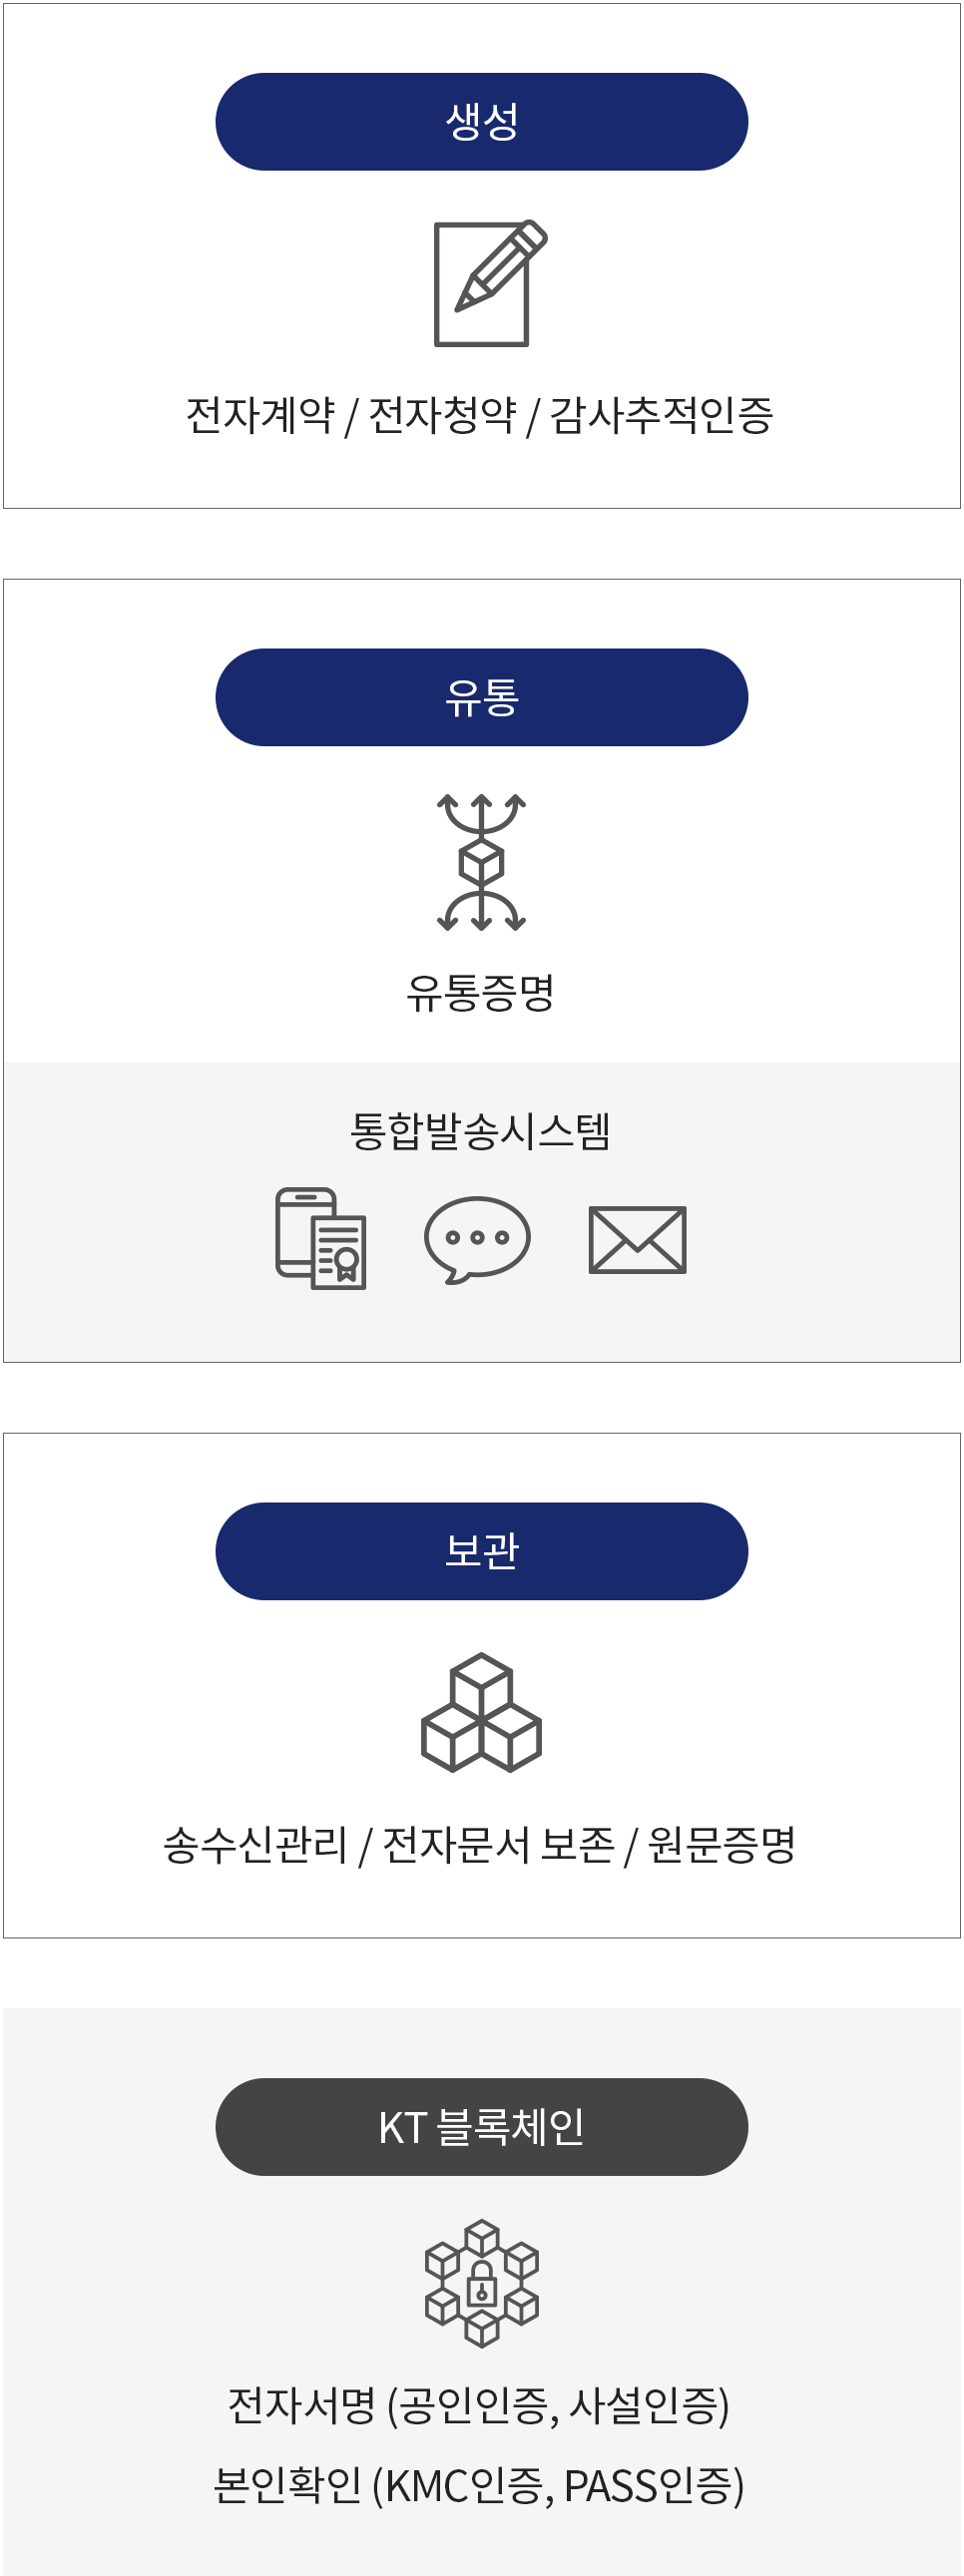 생성
전자계약 / 전자청약 / 감사추적인증
유통
유통증명
통합발송시스템
보관
송수신관리 / 전자문서 보존 / 원문증명
KT 블록체인
전자서명 (공인인증, 사설인증)
본인확인 (KMC인증, PASS인증)